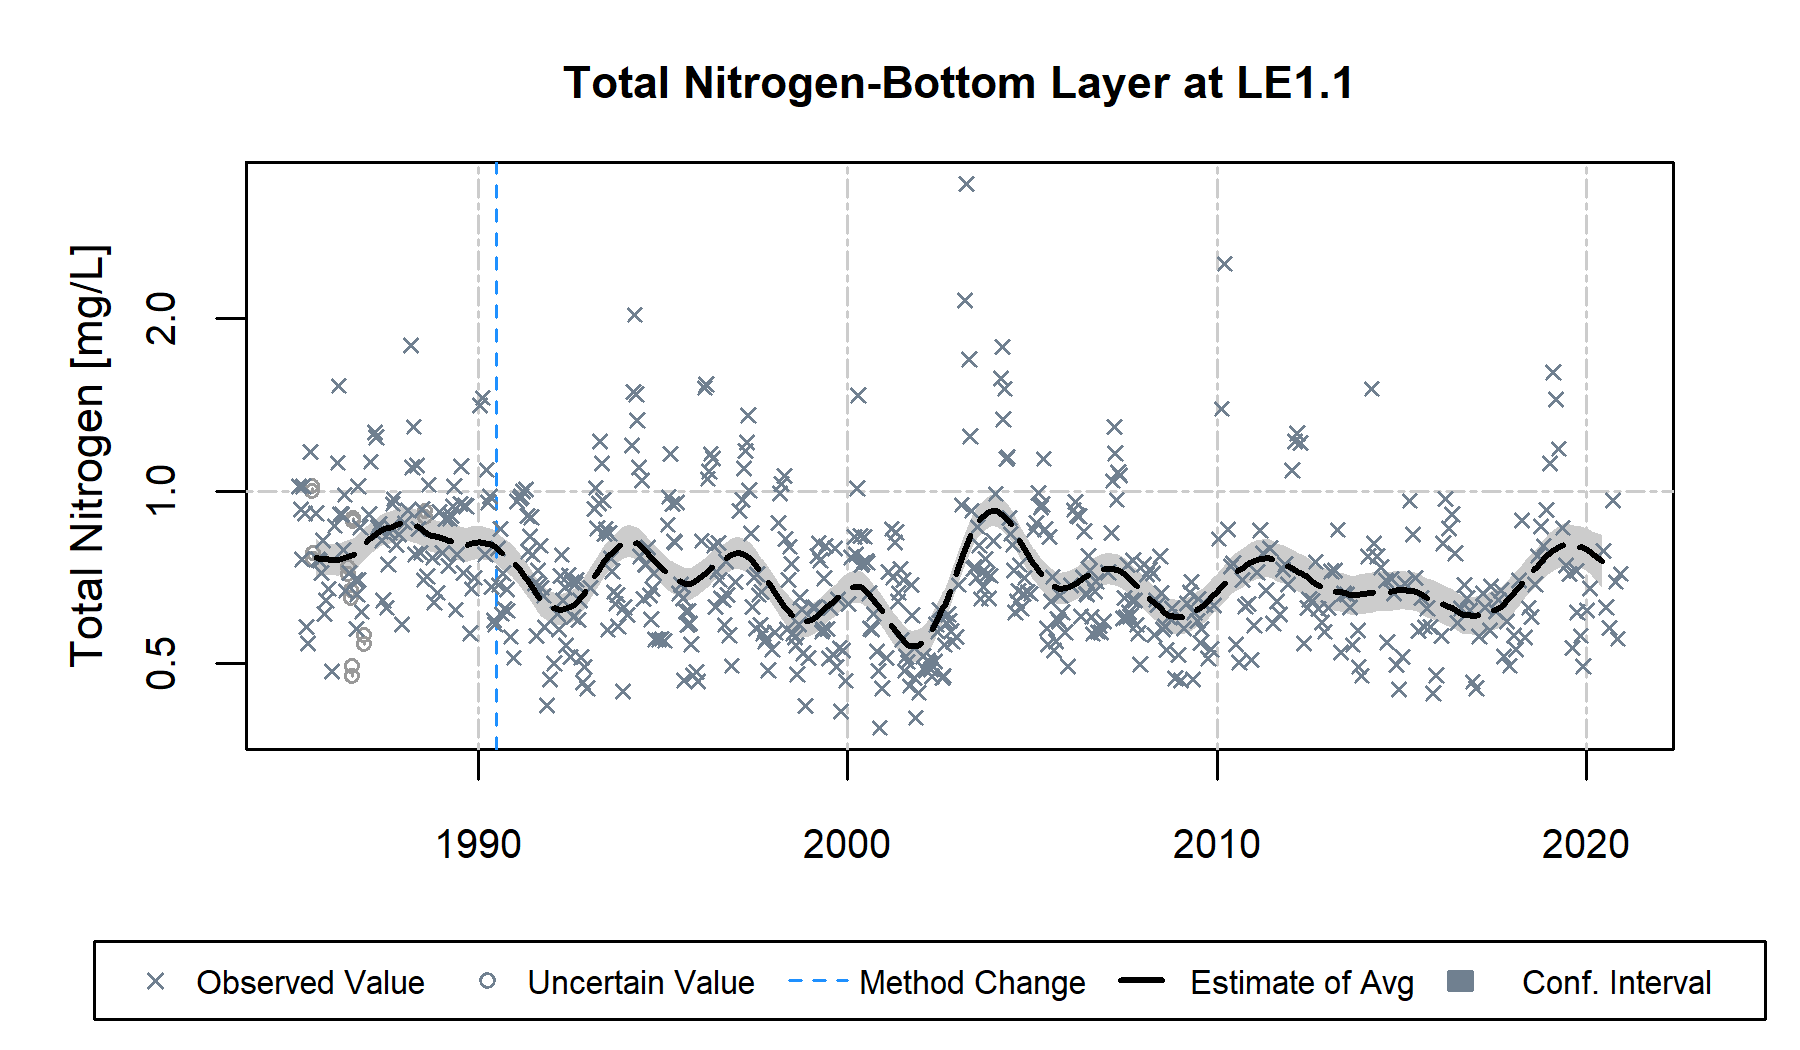 Total Nitrogen-Bottom Layer at LE1.1
Total Nitrogen [mg/L]
2.0
1.0
0.5
1990 2000 2010 2020
Observed Value Uncertain Value Method Change Estimate of Avg Conf. Interval